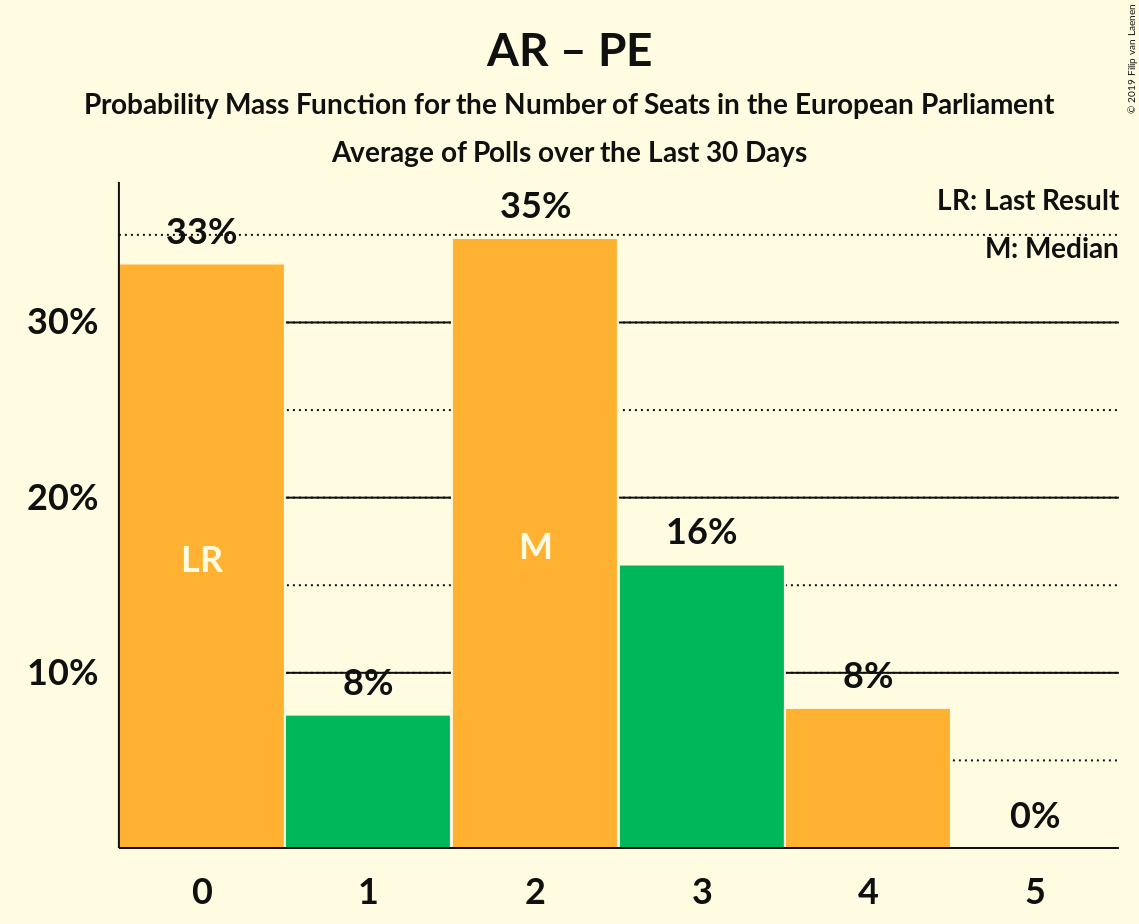 AR – PE
Probability Mass Function for the Number of Seats in the European Parliament
Average of Polls over the Last 30 Days
© 2019 Filip van Laenen
LR: Last Result
M: Median
33%
35%
30%
20%
16%
LR
M
10%
8%
8%
0%
0 1 2 3 4 5